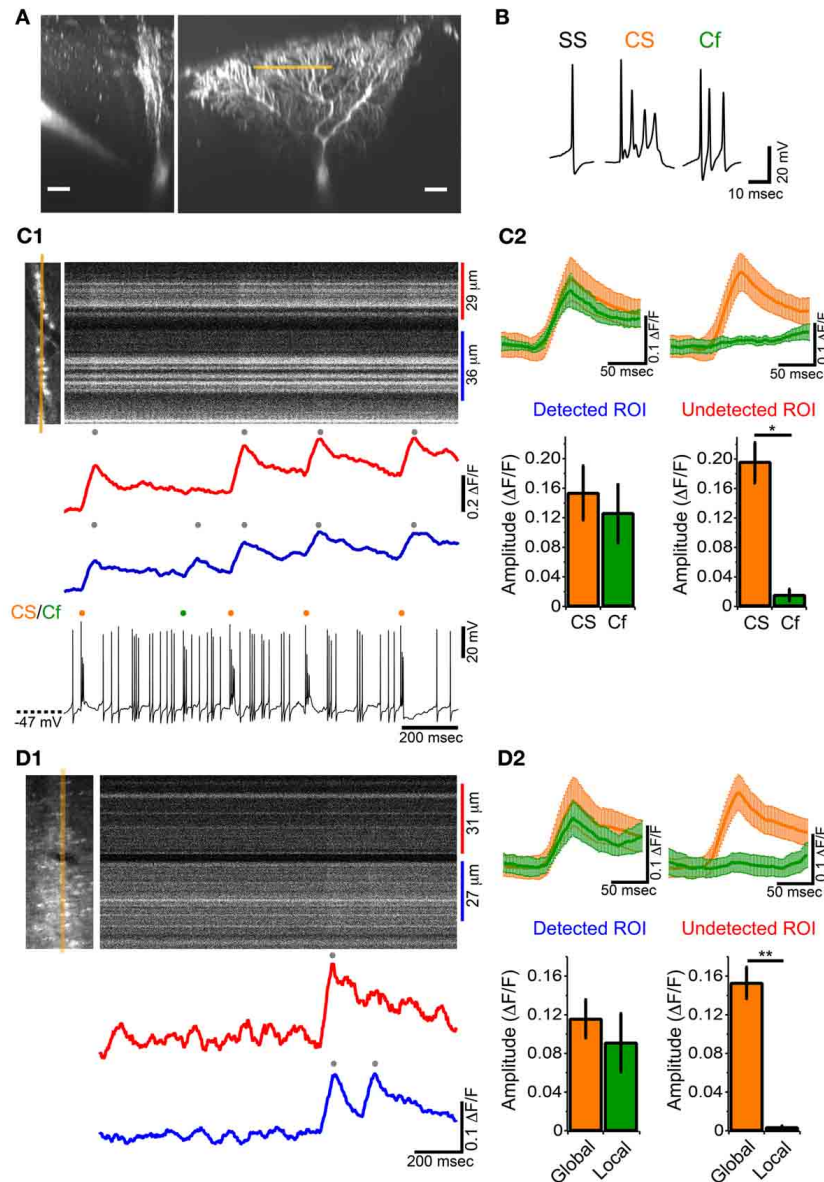 A
B
SS CS Cf
20 mV
10 msec
C1
29 µm
36 µm
0.2 ΔF/F
CS/Cf
20 mV
-47 mV
200 msec
C2
0.1 ΔF/F
50 msec
0.1 ΔF/F
50 msec
Detected ROI
Undetected ROI
Amplitude (ΔF/F)
0.20
0.16
0.12
0.08
0.04
0
CS Cf
Amplitude (ΔF/F)
0.20
0.16
0.12
0.08
0.04
0
*
CS Cf
D1
31 µm
27 µm
0.1 ΔF/F
200 msec
D2
0.1 ΔF/F
50 msec
0.1 ΔF/F
50 msec
Detected ROI
Undetected ROI
Amplitude (ΔF/F)
0.16
0.12
0.08
0.04
0
Global Local
Amplitude (ΔF/F)
0.16
0.12
0.08
0.04
0
**
Global Local